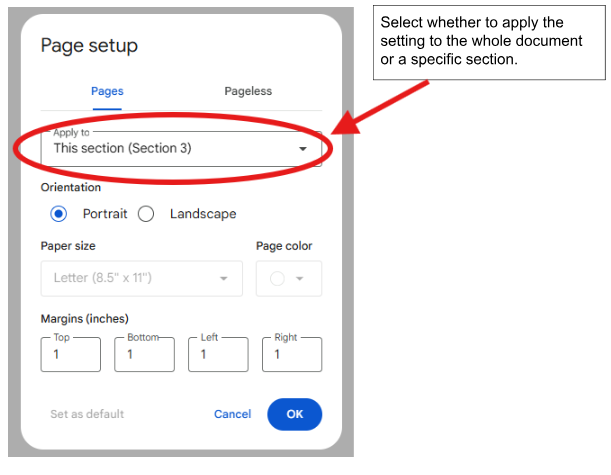 Page setup
Select whether to apply the
setting to the whole document
or a specific section.
Pages Pageless
Apply to
This section (Section 3)
Orientation
Portrait Landscape
Paper size Page color
Letter (8.5" x 11")
Margins (inches)
Top Bottom Left Right
1 1 1 1
Set as default Cancel OK